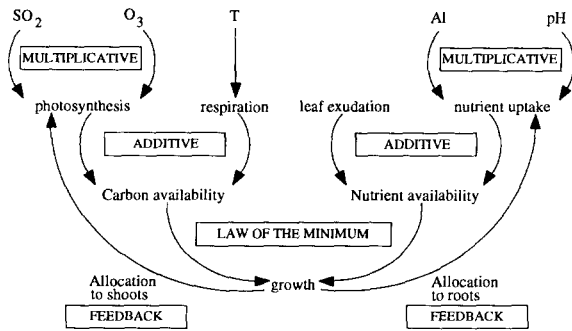 SO2 O3 T Al pH
MULTIPLICATIVE MULTIPLICATIVE
photosynthesis respiration leaf exudation nutrient uptake
ADDITIVE ADDITIVE
Carbon availability Nutrient availability
LAW OF THE MINIMUM
growth
Allocation
to shoots
FEEDBACK
Allocation
to roots
FEEDBACK